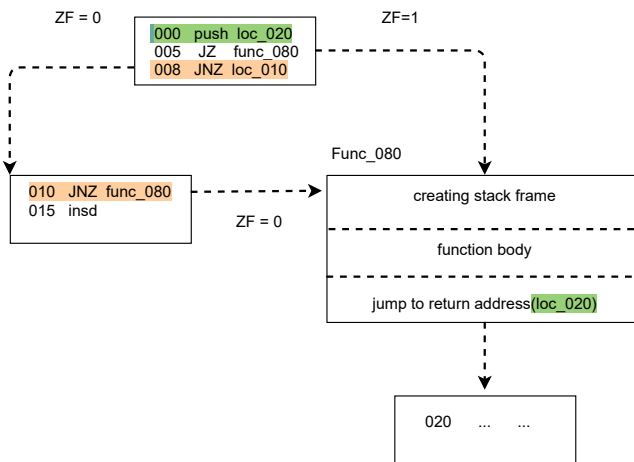 ZF = 0
ZF=1
000 push loc_020
005 JZ func_080
008 JNZ loc_010
Func_080
010 JNZ func_080
015 insd
ZF = 0
creating stack frame
function body
jump to return address(loc_020)
020 ... ...